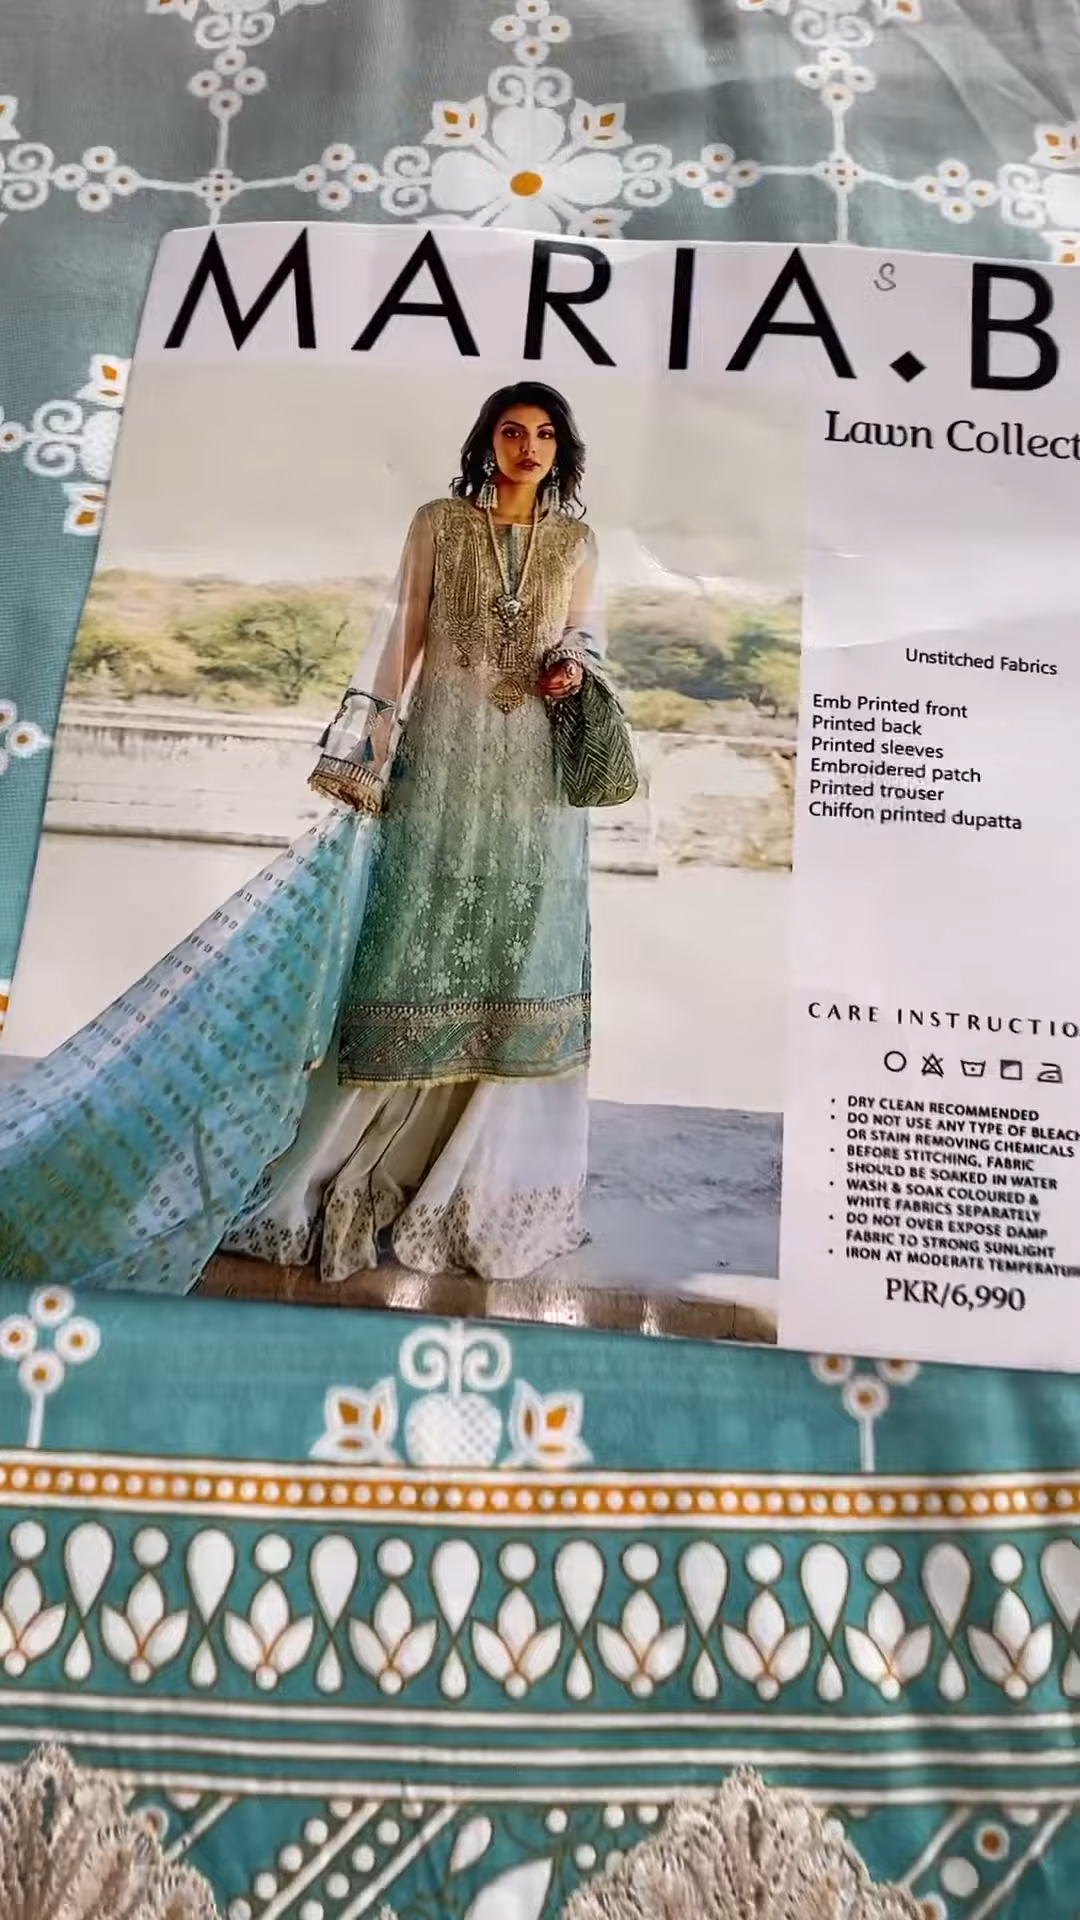 MARIA.B
S
Lawn Collect
Unstitched Fabrics
Emb Printed front
Printed back
Printed sleeves
Embroidered patch
Printed trouser
Chiffon printed dupatta
CARE INSTRUCTIO
• DRY CLEAN RECOMMENDED
• DO NOT USE ANY TYPE OF BLEACH
OR STAIN REMOVING CHEMICALS
• BEFORE STITCHING, FABRIC
SHOULD BE SOAKED IN WATER
• WASH & SOAK COLOURED &
WHITE FABRICS SEPARATELY
• DO NOT OVER EXPOSE DAMP
FABRIC TO STRONG SUNLIGHT
• IRON AT MODERATE TEMPERATUR
PKR/6,990